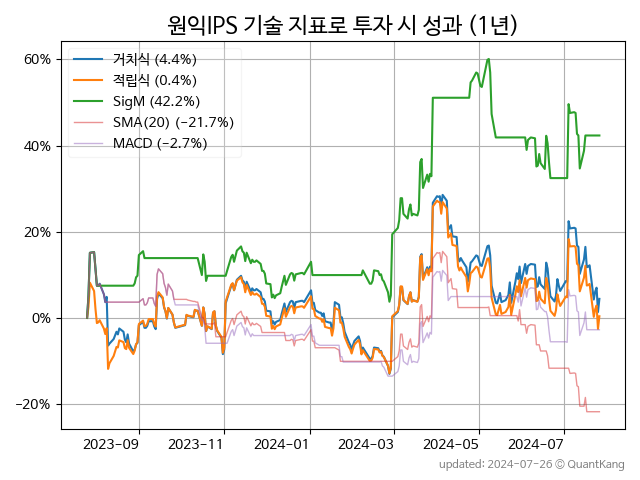 원익IPS 기술 지표로 투자 시 성과 (1년)
60%
40%
20%
0%
−20%
거치식 (4.4%)
적립식 (0.4%)
SigM (42.2%)
SMA(20) (−21.7%)
MACD (−2.7%)
2023-09 2023-11 2024-01 2024-03 2024-05 2024-07
updated: 2024-07-26 © QuantKang